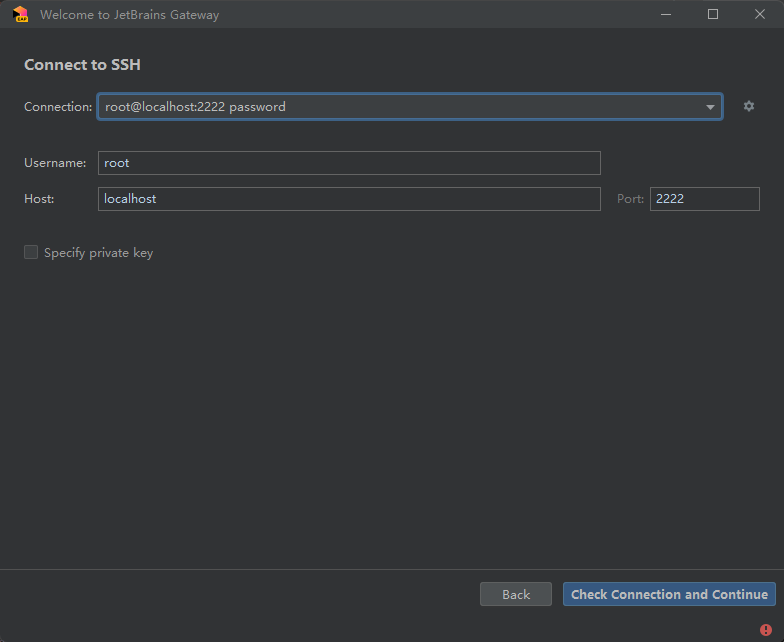 Welcome to JetBrains Gateway
Connect to SSH
Connection: root@localhost:2222 password
Username: root
Host: localhost Port: 2222
Specify private key
Back Check Connection and Continue